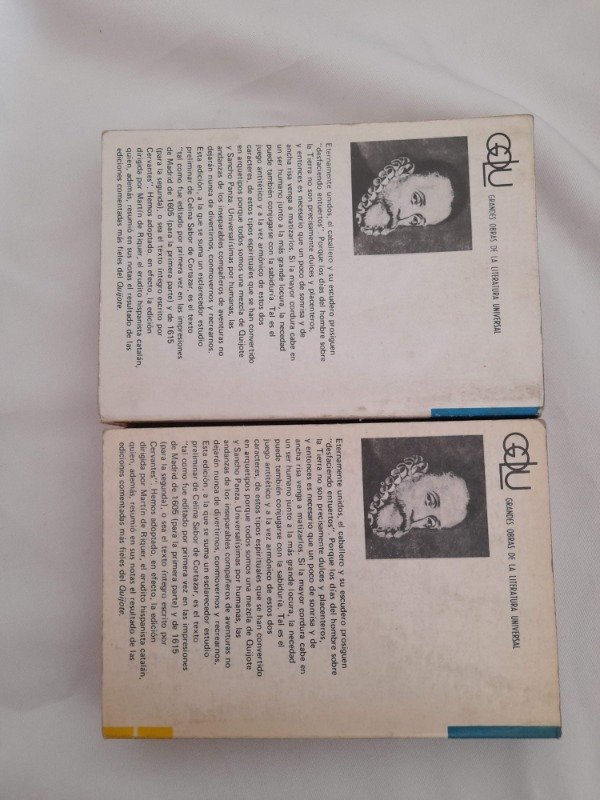 GOLU
GRANDES OBRAS DE LA LITERATURA UNIVERSAL
Eternamente unidos, el caballero y su escudero prosiguen
"desfaciendo entuertos". Porque los días del hombre sobre
la Tierra no son precisamente dulces y placenteros,
y entonces es necesario que un poco de sonrisa y de
ancha risa venga a matizarlos. Si la mayor cordura cabe en
un ser humano junto a la más grande locura, la necedad
puede también conjugarse con la sabiduría. Tal es el
juego antitético y a la vez armónico de estos dos
caracteres, de estos tipos espirituales que se han convertido
en arquetipos porque todos somos una mezcla de Quijote
y Sancho Panza. Universalísimas por humanas, las
andanzas de los inseparables compañeros de aventuras no
dejarán nunca de divertirnos, conmovernos y recrearnos.
Esta edición, a la que se suma un esclarecedor estudio
preliminar de Celina Sabor de Cortazar, es el texto
"tal como fue editado por primera vez en las impresiones
de Madrid de 1605 (para la primera parte) y de 1615
(para la segunda), o sea el texto íntegro escrito por
Cervantes". Hemos adoptado, en efecto, la edición
dirigida por Martín de Riquer, el erudito hispanista catalán,
quien, además, resumió en sus notas el resultado de las
ediciones comentadas más fieles del Quijote.
GOLU
GRANDES OBRAS DE LA LITERATURA UNIVERSAL
Eternamente unidos, el caballero y su escudero prosiguen
"desfaciendo entuertos". Porque los días del hombre sobre
la Tierra no son precisamente dulces y placenteros,
y entonces es necesario que un poco de sonrisa y de
ancha risa venga a matizarlos. Si la mayor cordura cabe en
un ser humano junto a la más grande locura, la necedad
puede también conjugarse con la sabiduría. Tal es el
juego antitético y a la vez armónico de estos dos
caracteres, de estos tipos espirituales que se han convertido
en arquetipos porque todos somos una mezcla de Quijote
y Sancho Panza. Universalísimas por humanas, las
andanzas de los inseparables compañeros de aventuras no
dejarán nunca de divertirnos, conmovernos y recrearnos.
Esta edición, a la que se suma un esclarecedor estudio
preliminar de Celina Sabor de Cortazar, es el texto
"tal como fue editado por primera vez en las impresiones
de Madrid de 1605 (para la primera parte) y de 1615
(para la segunda), o sea el texto íntegro escrito por
Cervantes". Hemos adoptado, en efecto, la edición
dirigida por Martín de Riquer, el erudito hispanista catalán,
quien, además, resumió en sus notas el resultado de las
ediciones comentadas más fieles del Quijote.